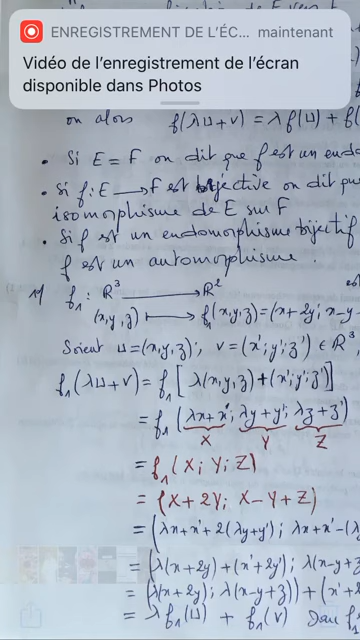 ENREGISTREMENT DE L'ÉC... maintenant
Vidéo de l'enregistrement de l'écran
disponible dans Photos
on alors f(λu+v) = λ f(u) + f(
• Si E = F on dit que f est un endo
• Si f : E → F est bijective on dit que
isomorphisme de E sur F
• Si f est un endomorphisme bijectif
f est un automorphisme.
1) f₁ : R³ → R²
(x,y,z) ⟼ f₁(x,y,z) = (x+2y; x-y
Soient u=(x,y,z), v=(x';y';z') ∈ R³,
f₁(λu+v) = f₁[λ(x,y,z)+(x';y';z')]
= f₁(λx+x'; λy+y'; λz+z')
X Y Z
= f₁(X; Y; Z)
= (X+2Y; X-Y+Z)
= (λx+x'+2(λy+y'); λx+x'-(λ
= (λ(x+2y)+(x'+2y'); λ(x-y+z
= (λ(x+2y); λ(x-y+z)) + (x'+2
= λf₁(u) + f₁(v) Donc f₁